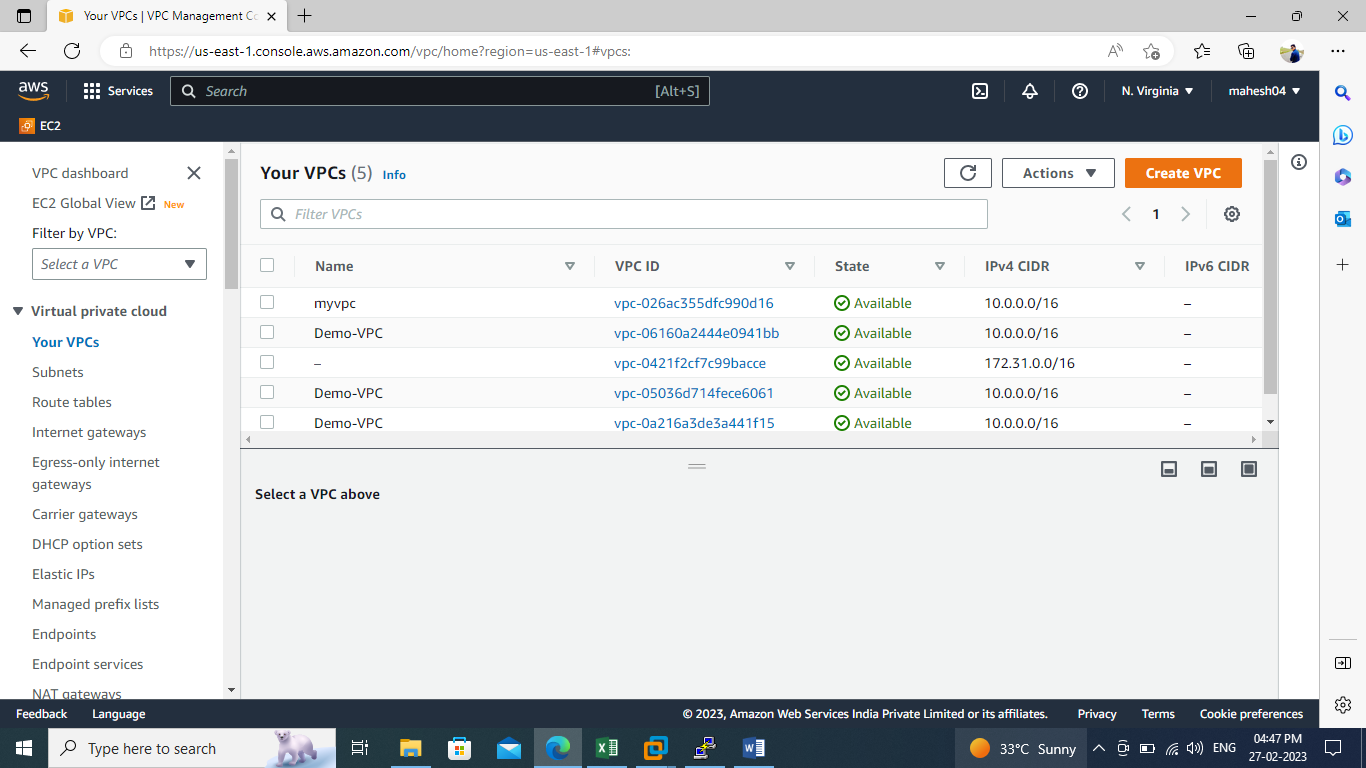 Your VPCs | VPC Management Co
https://us-east-1.console.aws.amazon.com/vpc/home?region=us-east-1#vpcs:
aws Services Search [Alt+S] N. Virginia mahesh04
EC2
VPC dashboard
EC2 Global View New
Filter by VPC:
Select a VPC
Virtual private cloud
Your VPCs
Subnets
Route tables
Internet gateways
Egress-only internet
gateways
Carrier gateways
DHCP option sets
Elastic IPs
Managed prefix lists
Endpoints
Endpoint services
NAT gateways
Your VPCs (5) Info Actions Create VPC
Filter VPCs 1
Name VPC ID State IPv4 CIDR IPv6 CIDR
myvpc vpc-026ac355dfc990d16 Available 10.0.0.0/16 –
Demo-VPC vpc-06160a2444e0941bb Available 10.0.0.0/16 –
– vpc-0421f2cf7c99bacce Available 172.31.0.0/16 –
Demo-VPC vpc-05036d714fece6061 Available 10.0.0.0/16 –
Demo-VPC vpc-0a216a3de3a441f15 Available 10.0.0.0/16 –
Select a VPC above
Feedback Language © 2023, Amazon Web Services India Private Limited or its affiliates. Privacy Terms Cookie preferences
Type here to search 33°C Sunny ENG 04:47 PM
27-02-2023